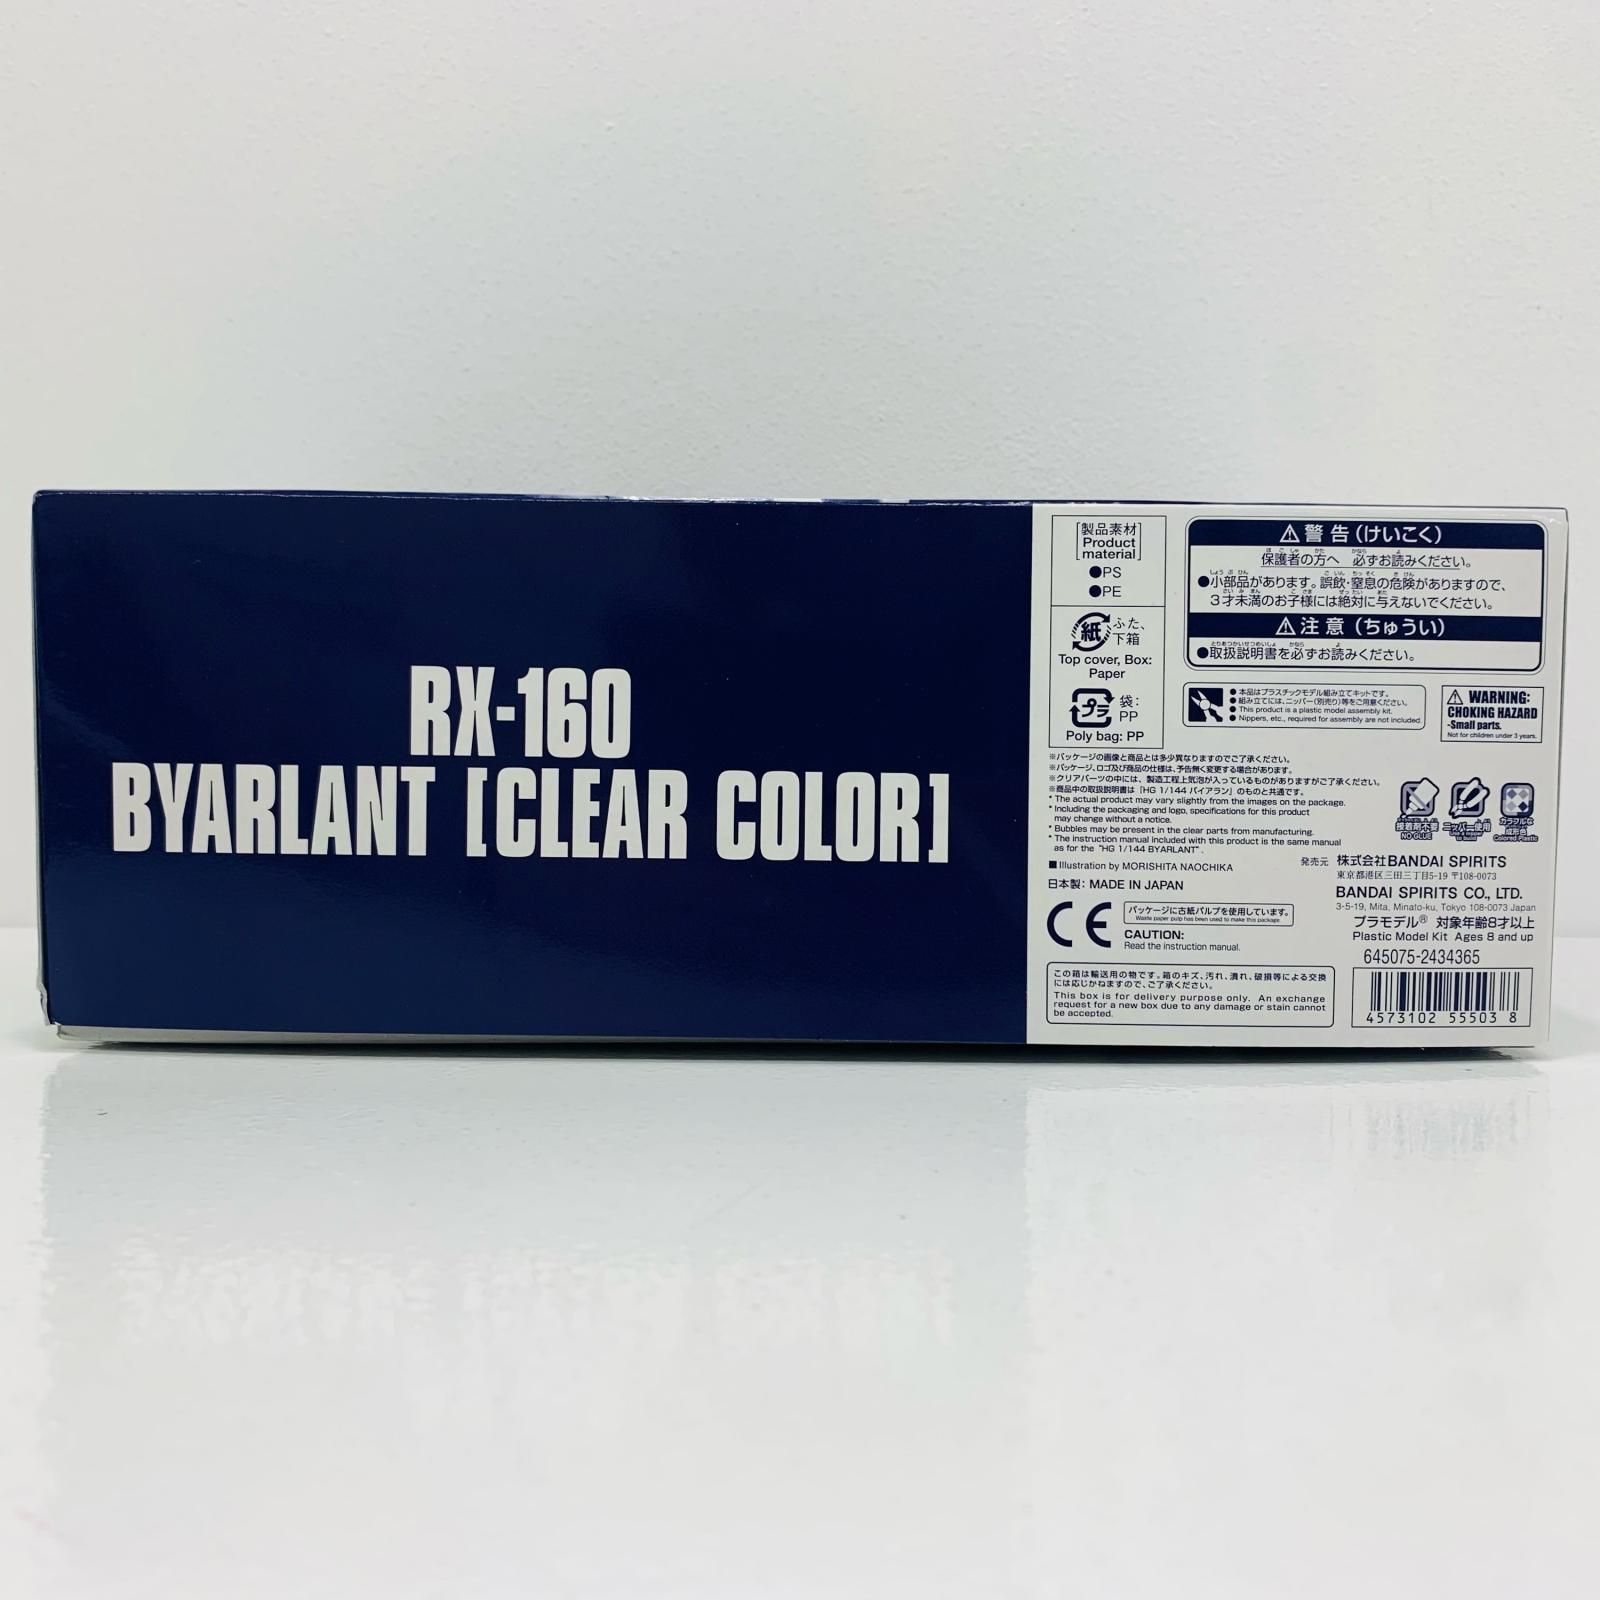 RX-160
BYARLANT [CLEAR COLOR]
[製品素材]
Product
material
●PS
●PE
紙
ふた、
下箱
Top cover, Box:
Paper
プラ
袋:
PP
Poly bag: PP
⚠警告(けいこく)
保護者の方へ 必ずお読みください。
●小部品があります。誤飲・窒息の危険がありますので、
3才未満のお子様には絶対に与えないでください。
⚠注意(ちゅうい)
●取扱説明書を必ずお読みください。
●本品はプラスチックモデル組み立てキットです。
●組み立てには、ニッパー(別売り)等をご用意ください。
●This product is a plastic model assembly kit.
●Nippers, etc., required for assembly are not included.
⚠WARNING:
CHOKING HAZARD
-Small parts.
Not for children under 3 years.
※パッケージの画像と商品とは多少異なりますのでご了承ください。
※パッケージ、ロゴ及び商品の仕様は、予告無く変更する場合があります。
※クリアパーツの中には、製造工程上気泡が入っているものがありますがご了承ください。
※商品中の取扱説明書は「HG 1/144 バイアラン」のものと共通です。
* The actual product may vary slightly from the images on the package.
* Including the packaging and logo, specifications for this product
may change without a notice.
* Bubbles may be present in the clear parts from manufacturing.
* The instruction manual included with this product is the same manual
as for the "HG 1/144 BYARLANT".
■Illustration by MORISHITA NAOCHIKA
日本製: MADE IN JAPAN
接着剤不要
NO GLUE
ニッパー使用
カラフルな
成形色
Colored Plastic
発売元 株式会社BANDAI SPIRITS
東京都港区三田三丁目5-19 〒108-0073
BANDAI SPIRITS CO., LTD.
3-5-19, Mita, Minato-ku, Tokyo 108-0073 Japan
プラモデル® 対象年齢8才以上
Plastic Model Kit Ages 8 and up
645075-2434365
CE
パッケージに古紙パルプを使用しています。
Waste paper pulp has been used to make this package.
CAUTION:
Read the instruction manual.
この箱は輸送用の物です。箱のキズ、汚れ、潰れ、破損等による交換
には応じかねますので、ご了承ください。
This box is for delivery purpose only. An exchange
request for a new box due to any damage or stain cannot
be accepted.
4573102 55503 8